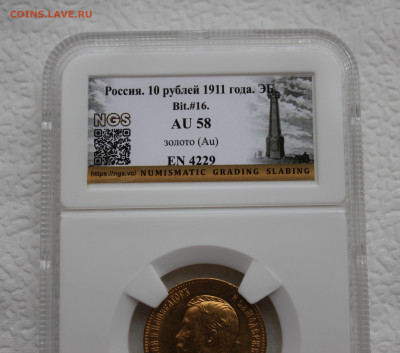 COINS.LAVE.RU
Россия. 10 рублей 1911 года. ЭБ.
Bit.#16.
NGS
AU 58
золото (Au)
EN 4229
https://ngs.vo/ NUMISMATIC GRADING SLABING